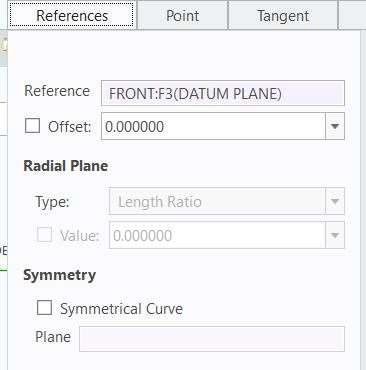 References Point Tangent
Reference FRONT:F3(DATUM PLANE)
Offset: 0.000000
Radial Plane
Type: Length Ratio
Value: 0.000000
Symmetry
Symmetrical Curve
Plane